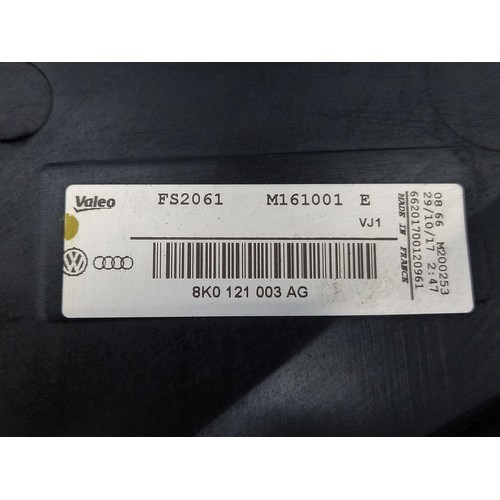 Valeo FS2061 M161001 E
VJ1
8K0 121 003 AG
08 66 M200253
29/10/17 2:47
66201700120961
MADE IN FRANCE